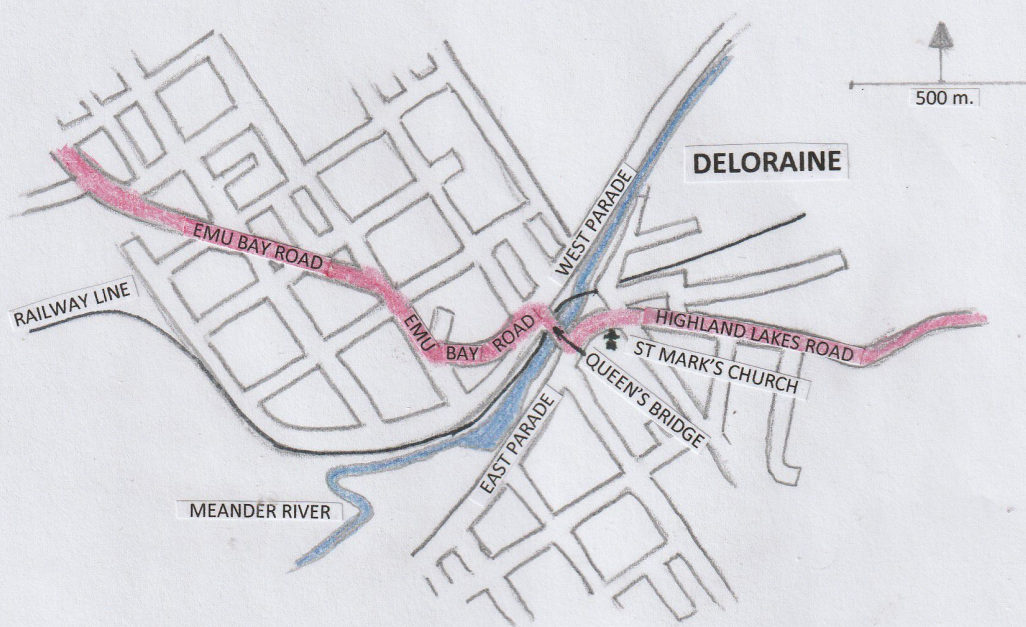 500 m.
DELORAINE
WEST PARADE
EMU BAY ROAD
RAILWAY LINE
EMU BAY ROAD
HIGHLAND LAKES ROAD
ST MARK'S CHURCH
QUEEN'S BRIDGE
EAST PARADE
MEANDER RIVER